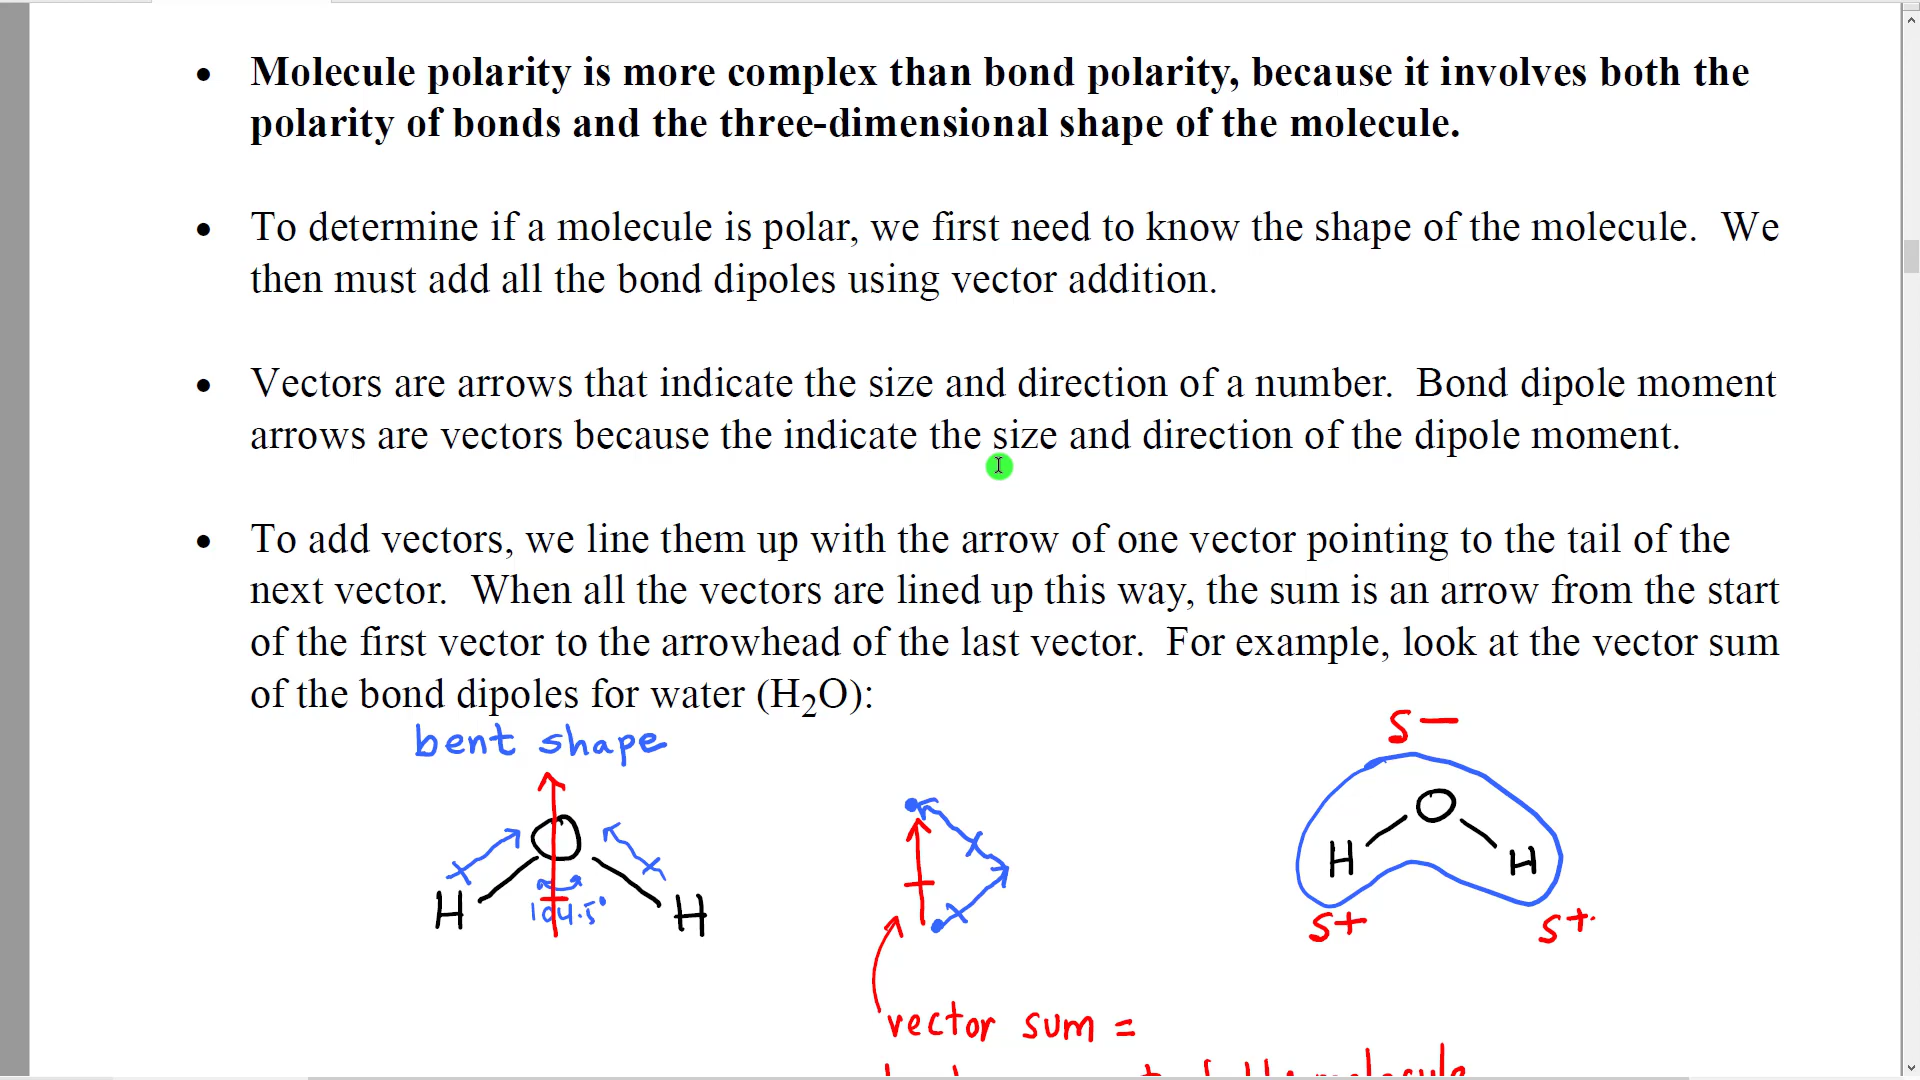 • Molecule polarity is more complex than bond polarity, because it involves both the
polarity of bonds and the three-dimensional shape of the molecule.
• To determine if a molecule is polar, we first need to know the shape of the molecule. We
then must add all the bond dipoles using vector addition.
• Vectors are arrows that indicate the size and direction of a number. Bond dipole moment
arrows are vectors because the indicate the size and direction of the dipole moment.
• To add vectors, we line them up with the arrow of one vector pointing to the tail of the
next vector. When all the vectors are lined up this way, the sum is an arrow from the start
of the first vector to the arrowhead of the last vector. For example, look at the vector sum
of the bond dipoles for water (H₂O):
bent shape
O
H
104.5°
H
δ−
O
H
H
δ+
δ+
vector sum =
molecule